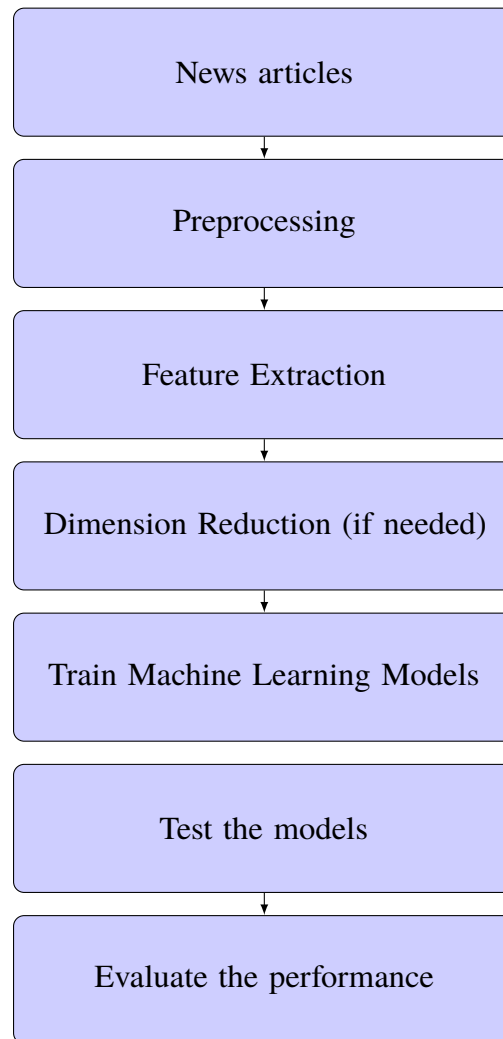 News articles
Preprocessing
Feature Extraction
Dimension Reduction (if needed)
Train Machine Learning Models
Test the models
Evaluate the performance